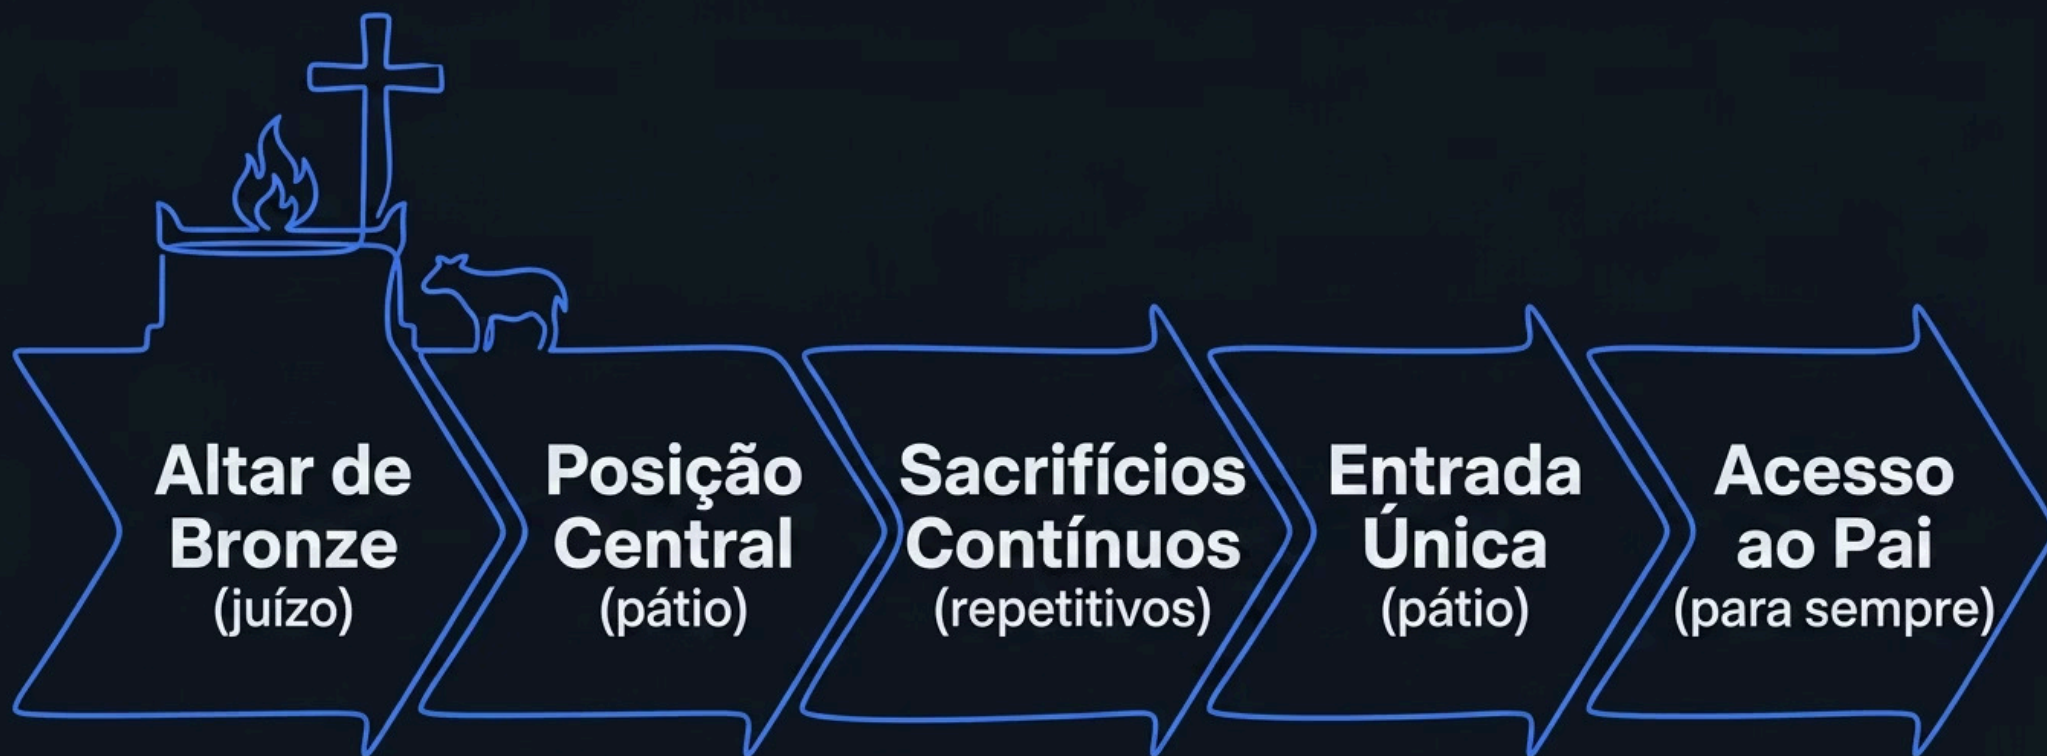 Altar de
Bronze
(juízo)
Posição
Central
(pátio)
Sacrifícios
Contínuos
(repetitivos)
Entrada
Única
(pátio)
Acesso
ao Pai
(para sempre)